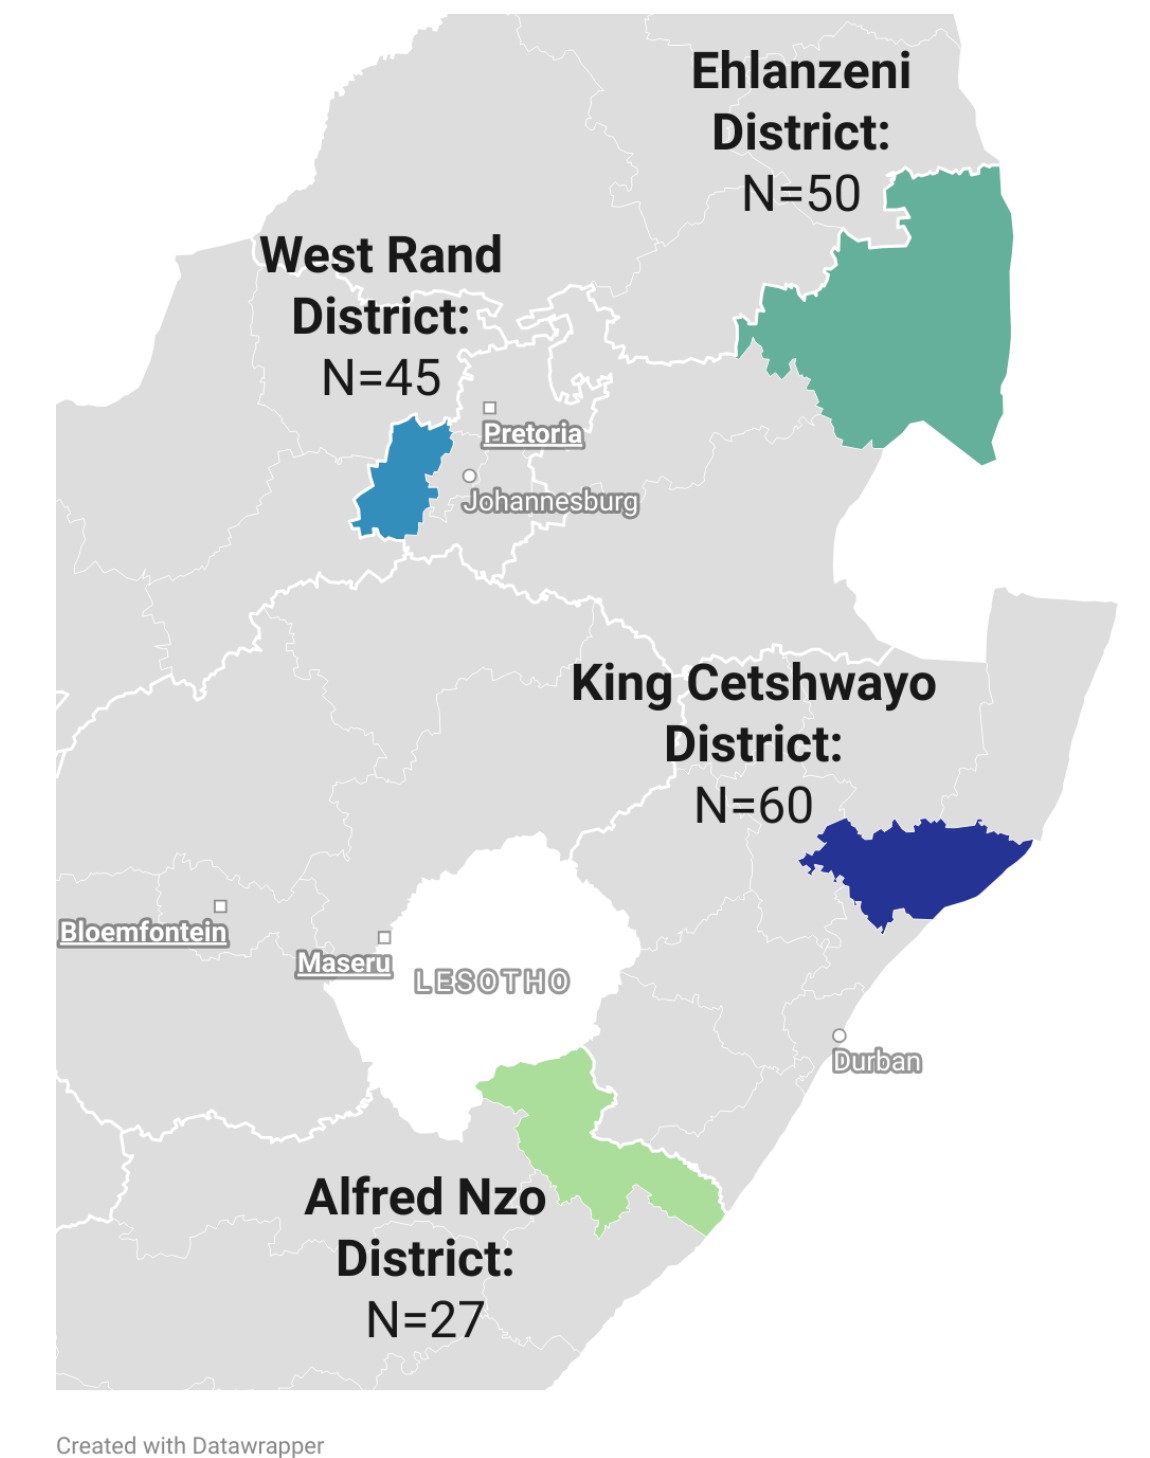 Ehlanzeni
District:
N=50
West Rand
District:
N=45
Pretoria
Johannesburg
King Cetshwayo
District:
N=60
Bloemfontein
Maseru
LESOTHO
Durban
Alfred Nzo
District:
N=27
Created with Datawrapper